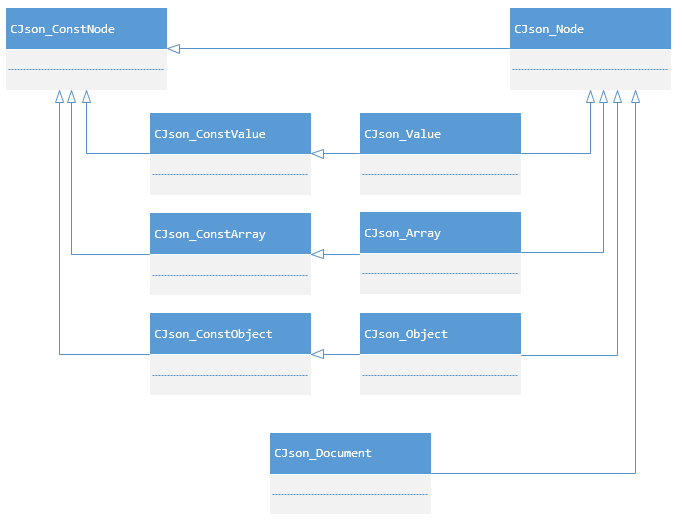 CJson_ConstNode
CJson_Node
CJson_ConstValue
CJson_Value
CJson_ConstArray
CJson_Array
CJson_ConstObject
CJson_Object
CJson_Document